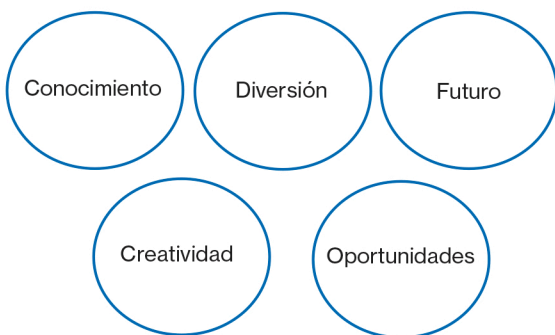 Conocimiento
Diversión
Futuro
Creatividad
Oportunidades